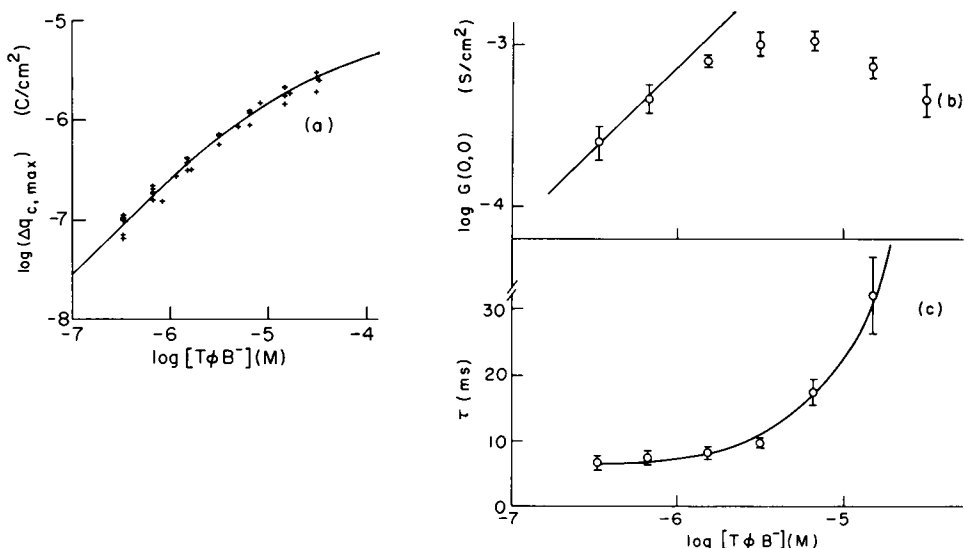 log (Δq c, max) (C/cm²)
-5
-6
-7
-8
(a)
-7 -6 -5 -4
log [TϕB⁻] (M)
log G (0,0) (S/cm²)
-3
-4
(b)
τ (ms)
30
20
10
0
(c)
-7 -6 -5
log [TϕB⁻] (M)